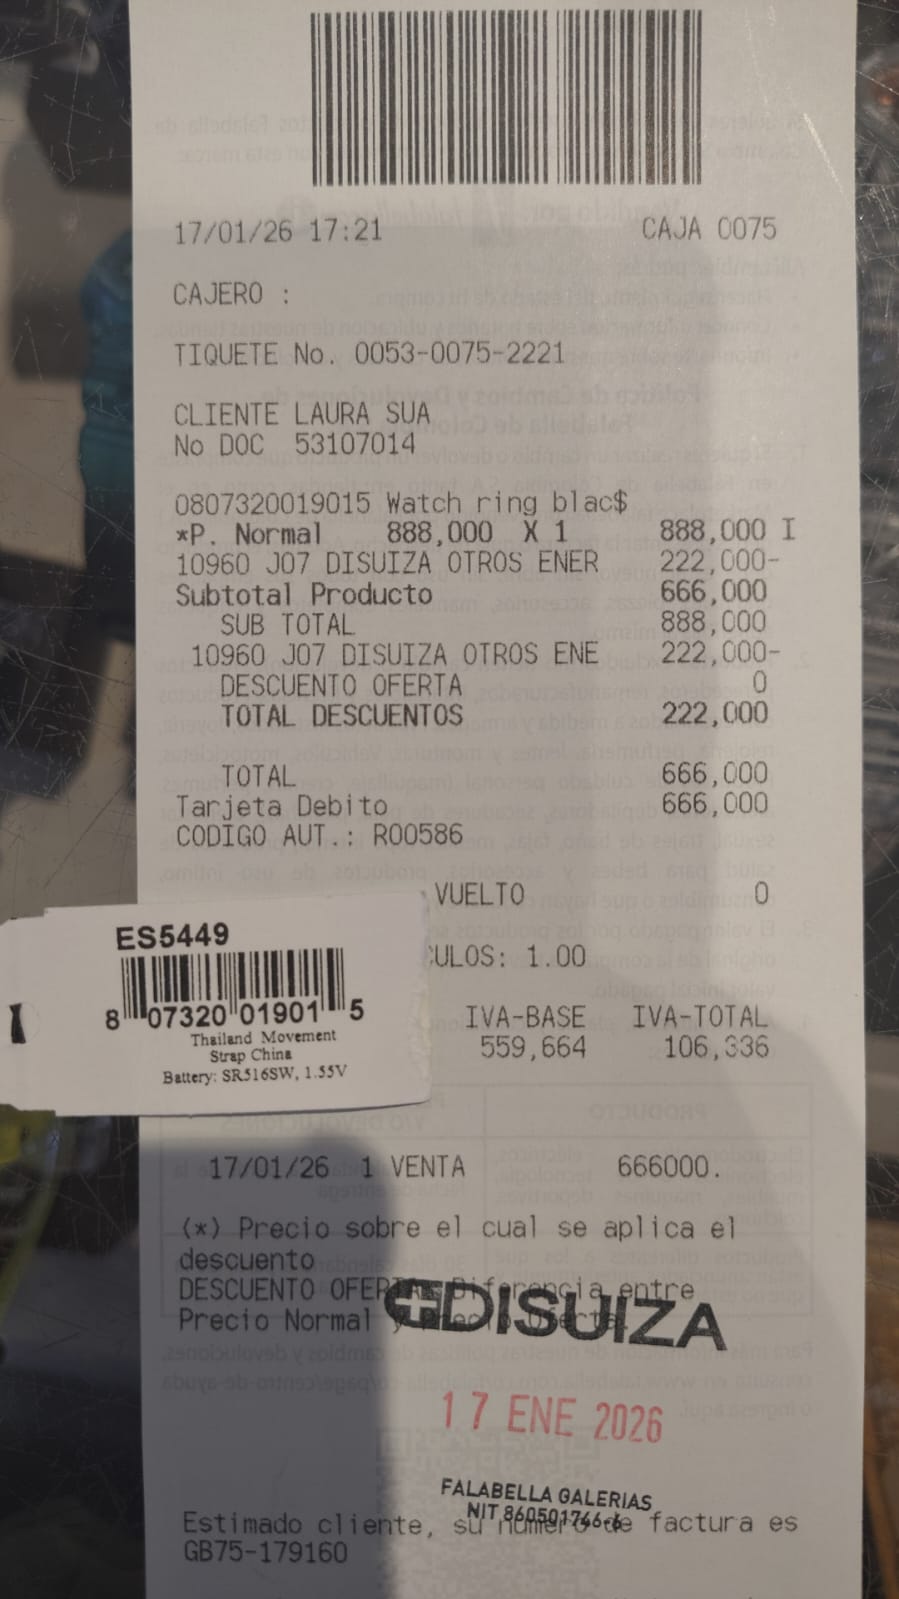 17/01/26 17:21 CAJA 0075
CAJERO :
TIQUETE No. 0053-0075-2221
CLIENTE LAURA SUA
No DOC 53107014
0807320019015 Watch ring blac$
*P. Normal 888,000 X 1 888,000 I
10960 J07 DISUIZA OTROS ENER 222,000-
Subtotal Producto 666,000
SUB TOTAL 888,000
10960 J07 DISUIZA OTROS ENE 222,000-
DESCUENTO OFERTA 0
TOTAL DESCUENTOS 222,000
TOTAL 666,000
Tarjeta Debito 666,000
CODIGO AUT.: R00586
VUELTO 0
CULOS: 1.00
IVA-BASE IVA-TOTAL
559,664 106,336
ES5449
8 07320 01901 5
Thailand Movement
Strap China
Battery: SR516SW, 1.55V
17/01/26 1 VENTA 666000.
(*) Precio sobre el cual se aplica el
descuento
DESCUENTO OFERTA: Diferencia entre
Precio Normal y Precio Oferta.
DISUIZA
17 ENE 2026
FALABELLA GALERIAS
NIT
Estimado cliente, su número de factura es
GB75-179160